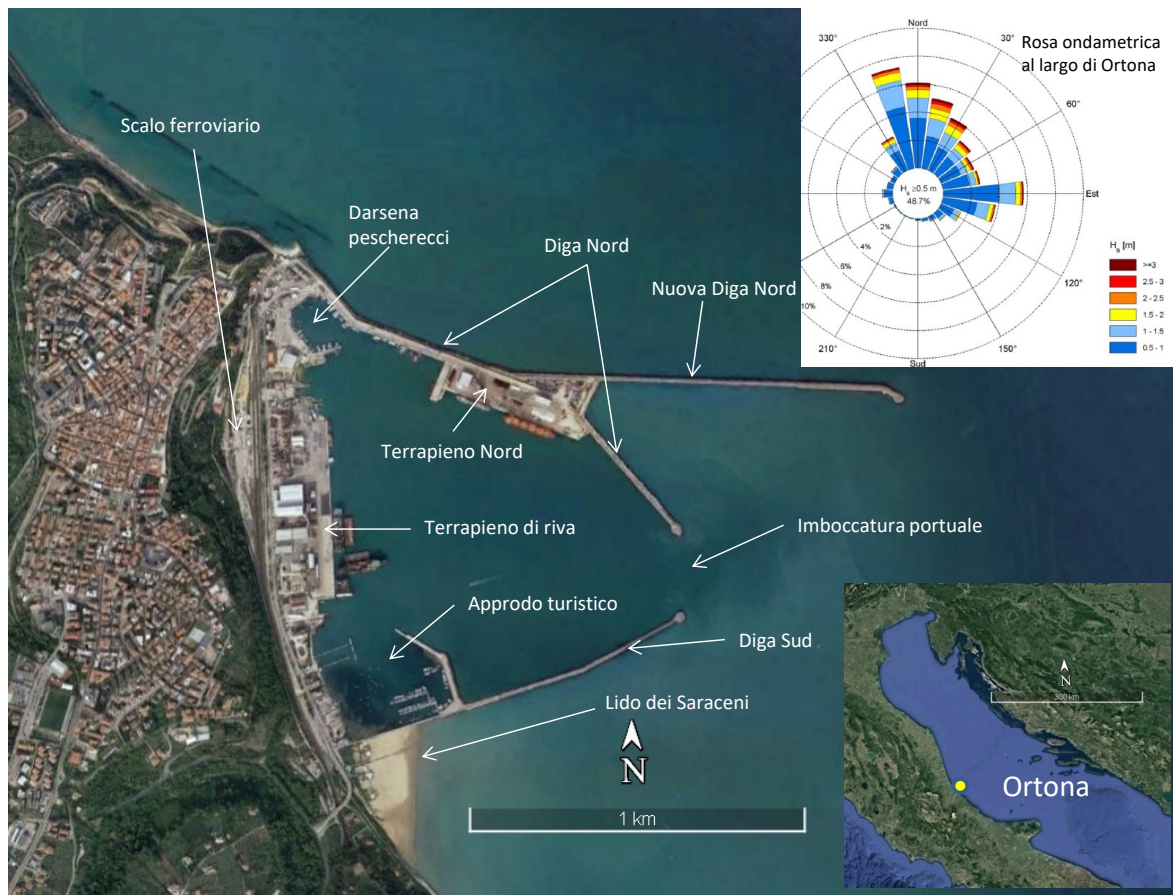 Nord
330°
30°
Rosa ondametrica
al largo di Ortona
60°
Scalo ferroviario
Darsena
pescherecci
Diga Nord
Nuova Diga Nord
Hs ≥0.5 m
48.7%
Est
2%
4%
6%
8%
10%
Hs [m]
>=3
2.5 - 3
2 - 2.5
1.5 - 2
1 - 1.5
0.5 - 1
120°
210°
150°
Sud
Terrapieno Nord
Terrapieno di riva
Imboccatura portuale
Approdo turistico
Diga Sud
Lido dei Saraceni
N
1 km
N
300 km
Ortona